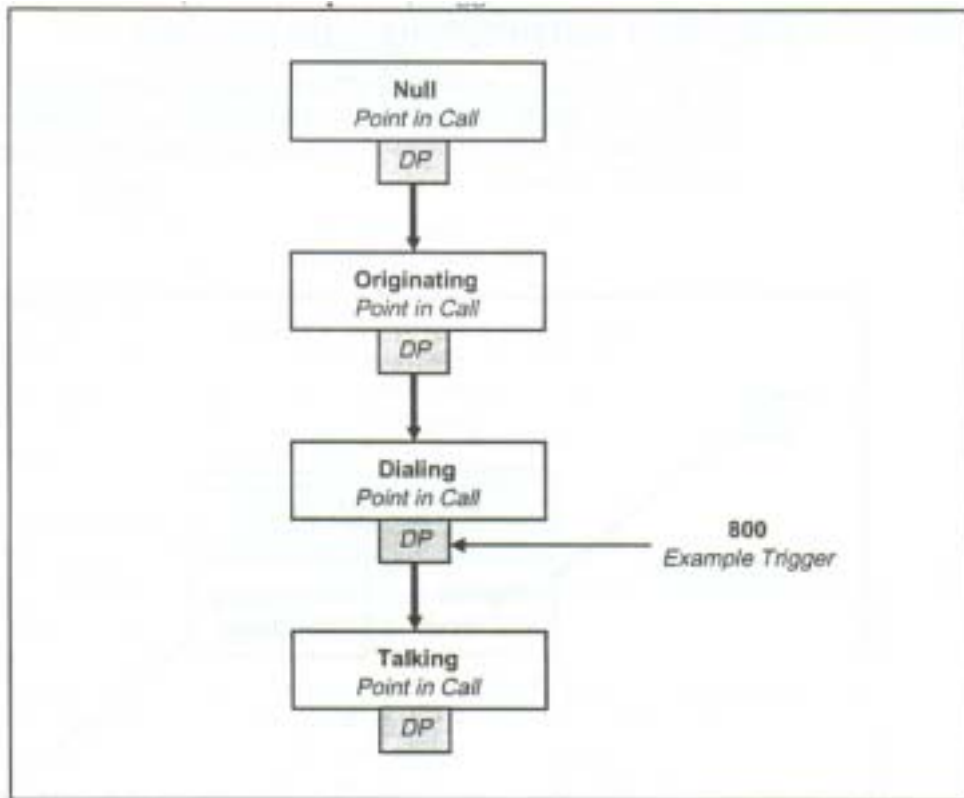 Null
Point in Call
DP
Originating
Point in Call
DP
Dialing
Point in Call
DP
800
Example Trigger
Talking
Point in Call
DP